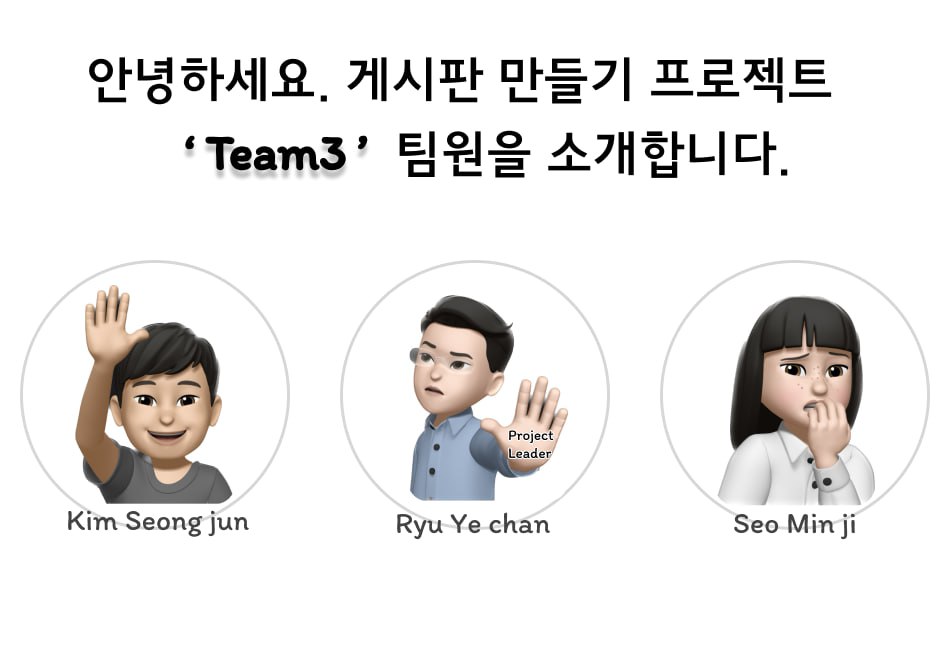 안녕하세요. 게시판 만들기 프로젝트
‘Team3’ 팀원을 소개합니다.
Project
Leader
Kim Seong jun
Ryu Ye chan
Seo Min ji